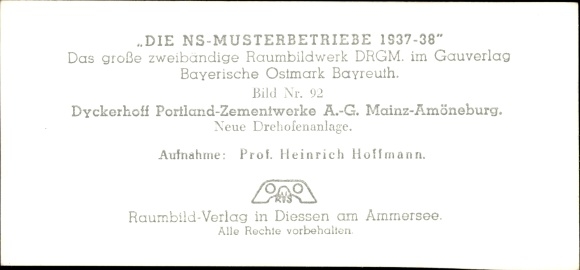 „DIE NS-MUSTERBETRIEBE 1937-38"
Das große zweibändige Raumbildwerk DRGM. im Gauverlag
Bayerische Ostmark Bayreuth.
Bild Nr. 92
Dyckerhoff Portland-Zementwerke A.-G. Mainz-Amöneburg.
Neue Drehofenanlage.
Aufnahme: Prof. Heinrich Hoffmann.
Raumbild-Verlag in Diessen am Ammersee.
Alle Rechte vorbehalten.